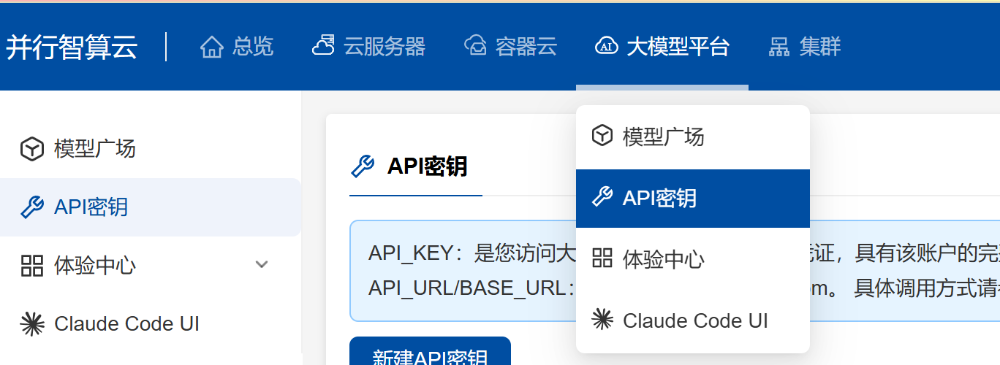 并行智算云
总览
云服务器
容器云
大模型平台
集群
模型广场
API密钥
体验中心
Claude Code UI
API密钥
API_KEY：是您访问大
证，具有该账户的完
API_URL/BASE_URL：
m。 具体调用方式请
新建API密钥
模型广场
API密钥
体验中心
Claude Code UI